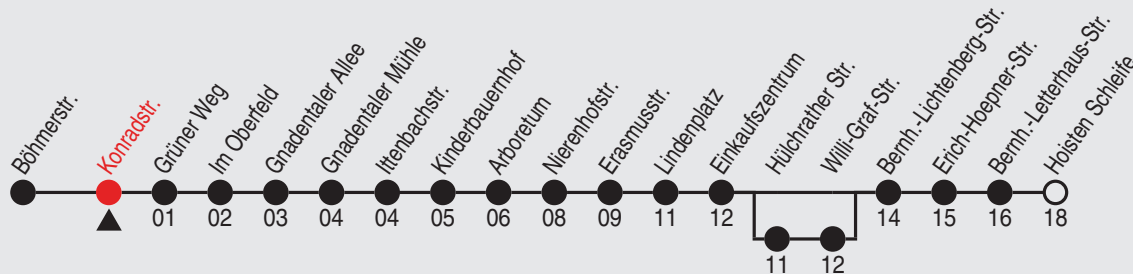 Böhmerstr.
Konradstr.
Grüner Weg
Im Oberfeld
Gnadentaler Allee
Gnadentaler Mühle
Ittenbachstr.
Kinderbauernhof
Arboretum
Nierenhofstr.
Erasmusstr.
Lindenplatz
Einkaufszentrum
Hülchrather Str.
Willi-Graf-Str.
Bernh.-Lichtenberg-Str.
Erich-Hoepner-Str.
Bernh.-Letterhaus-Str.
Hoisten Schleife
01 02 03 04 04 05 06 08 09 11 12 14 15 16 18
11 12